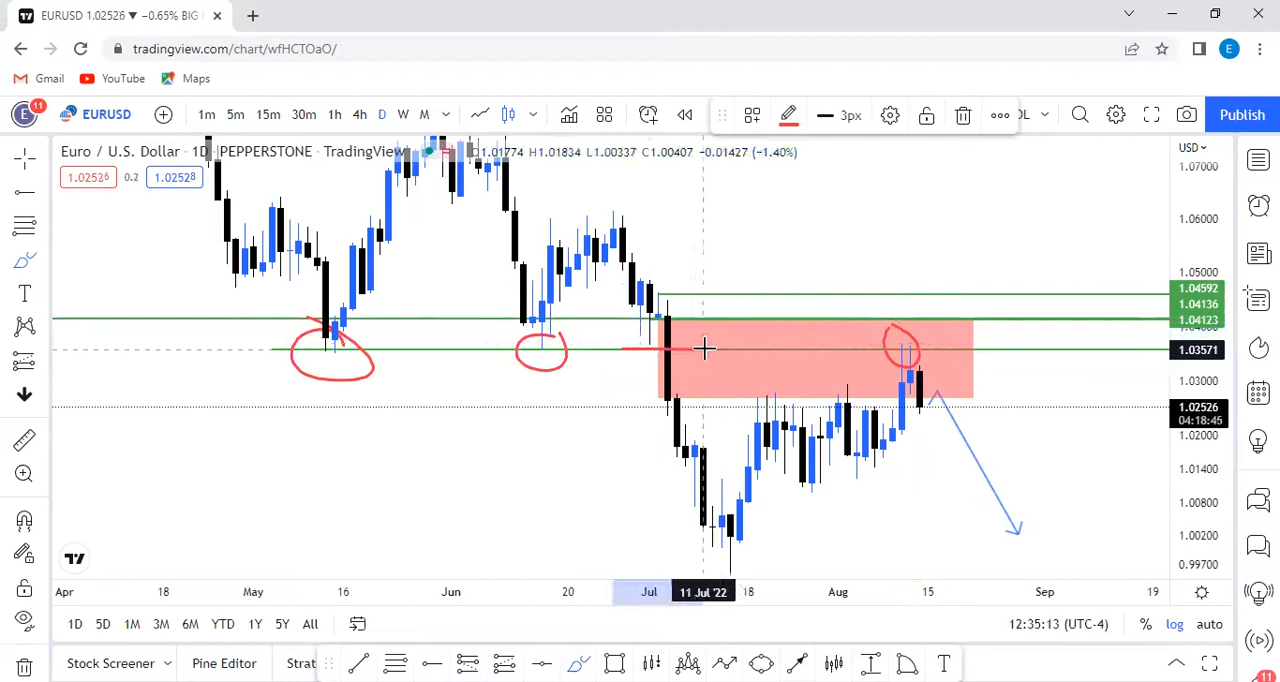 EURUSD 1.02526 ▼ −0.65% BIG
tradingview.com/chart/wfHCTOaO/
E
Gmail YouTube Maps
E 11 EURUSD 1m 5m 15m 30m 1h 4h D W M 3px Publish
Euro / U.S. Dollar · 1D PEPPERSTONE · TradingView O1.01774 H1.01834 L1.00337 C1.00407 −0.01427 (−1.40%) USD
1.02526 0.2 1.02528
1.07000
1.06000
1.05000
1.04592
1.04136
1.04123
1.03571
1.03000
1.02526
04:18:45
1.02000
1.01400
1.00800
1.00200
0.99700
Apr 18 May 16 Jun 20 Jul 11 Jul '22 18 Aug 15 Sep 19
1D 5D 1M 3M 6M YTD 1Y 5Y All 12:35:13 (UTC-4) % log auto
Stock Screener Pine Editor Strat
11